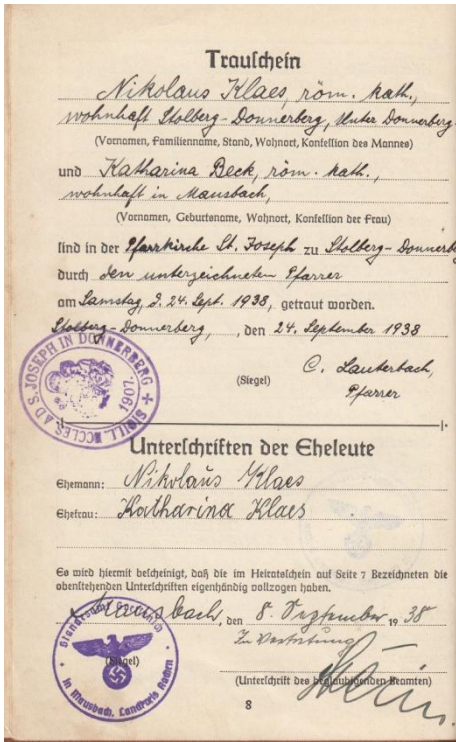 Trauschein
Nikolaus Klaes, röm. kath.,
wohnhaft Stolberg-Donnerberg, Unter Donnerberg
(Vornamen, Familienname, Stand, Wohnort, Konfession des Mannes)
und Katharina Beck, röm. kath.,
wohnhaft in Mausbach,
(Vornamen, Geburtsname, Wohnort, Konfession der Frau)
sind in der Pfarrkirche St. Joseph zu Stolberg-Donnerbg
durch den unterzeichneten Pfarrer
am Samstag, d. 24. Sept. 1938, getraut worden.
Stolberg-Donnerberg, , den 24. September 1938
(Siegel)
C. Lauterbach,
Pfarrer
SIGILL. ECCLES AD S. JOSEPH IN DONNERBERG
1907.
Unterschriften der Eheleute
Ehemann: Nikolaus Klaes
Ehefrau: Katharina Klaes
Es wird hiermit bescheinigt, daß die im Heiratsschein auf Seite 7 Bezeichneten die
obenstehenden Unterschriften eigenhändig vollzogen haben.
Mausbach, den 8. September 1938
In Vertretung
(Siegel)
in Mausbach, Landkreis Aachen
(Unterschrift des beglaubigenden Beamten)
8